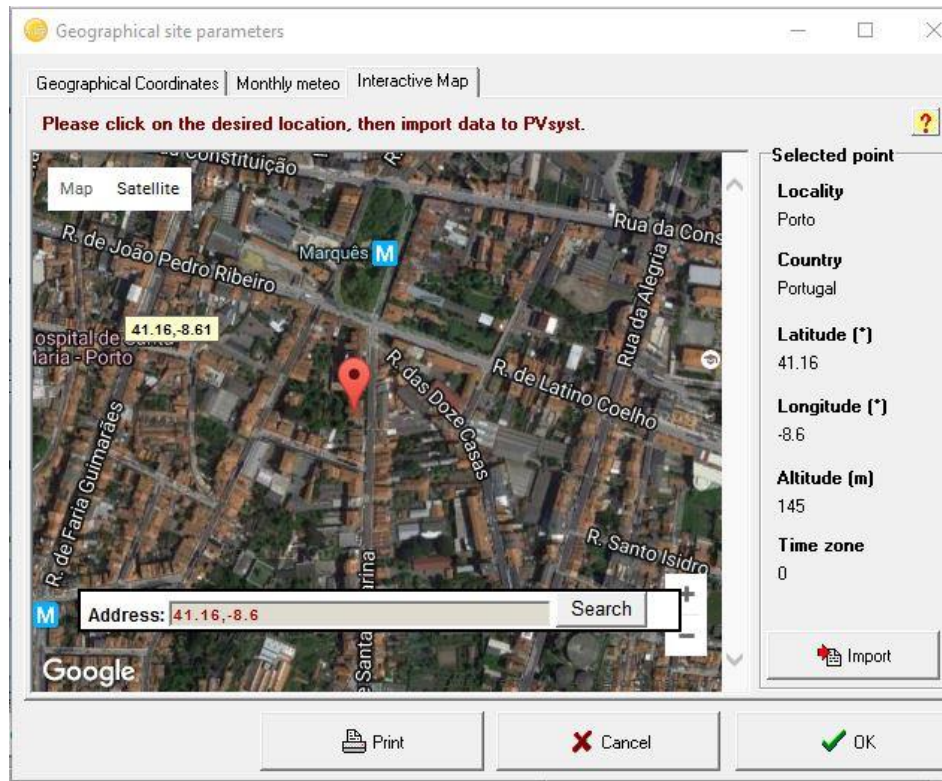 Geographical site parameters
Geographical Coordinates
Monthly meteo
Interactive Map
Please click on the desired location, then import data to PVsyst.
?
Map
Satellite
Constituição
Rua da Cons
R. de João Pedro Ribeiro
Marquês M
Rua da Alegria
41.16,-8.61
ospital de
laria - Porto
R. das Doze Casas
R. de Latino Coelho
R. de Faria Guimarães
R. Santo Isidro
M
Address: 41.16,-8.6
Search
+
−
Google
Selected point
Locality
Porto
Country
Portugal
Latitude (°)
41.16
Longitude (°)
-8.6
Altitude (m)
145
Time zone
0
Import
Print
Cancel
OK